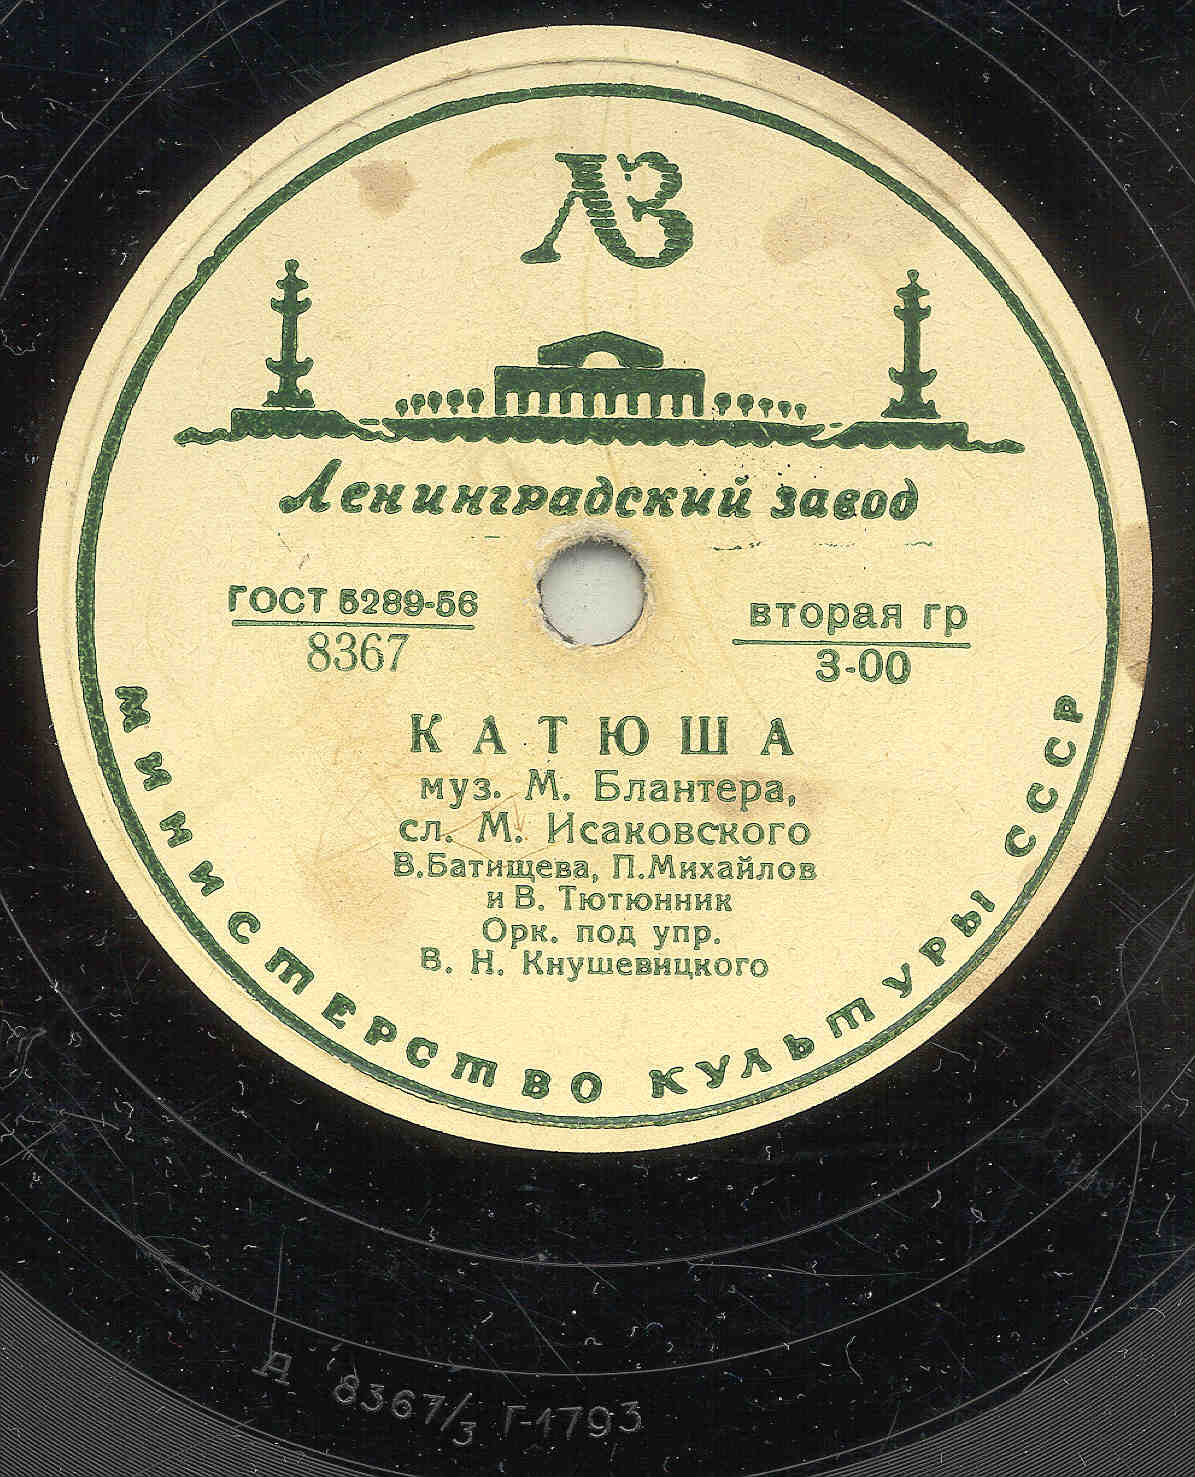 ЛЗ
Ленинградский завод
ГОСТ 5289-56
8367
вторая гр
3-00
КАТЮША
муз. М. Блантера,
сл. М. Исаковского
В. Батищева, П. Михайлов
и В. Тютюнник
Орк. под упр.
В. Н. Кнушевицкого
МИНИСТЕРСТВО КУЛЬТУРЫ СССР
А 8367/3 Г-1793